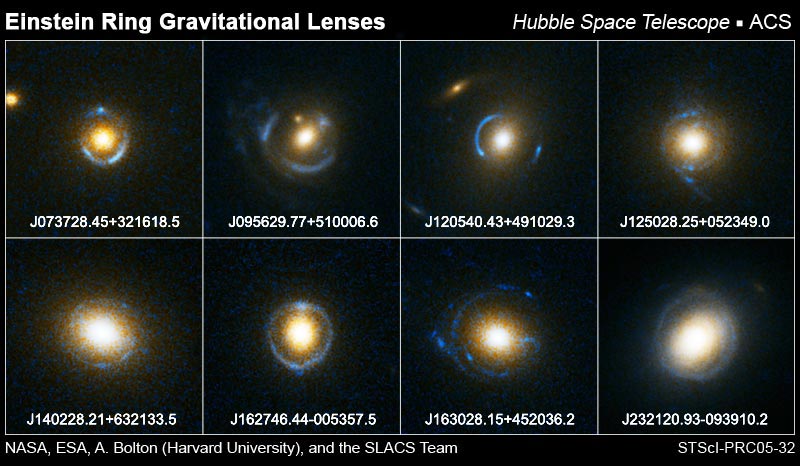 Einstein Ring Gravitational Lenses
Hubble Space Telescope ▪ ACS
J073728.45+321618.5
J095629.77+510006.6
J120540.43+491029.3
J125028.25+052349.0
J140228.21+632133.5
J162746.44-005357.5
J163028.15+452036.2
J232120.93-093910.2
NASA, ESA, A. Bolton (Harvard University), and the SLACS Team
STScI-PRC05-32